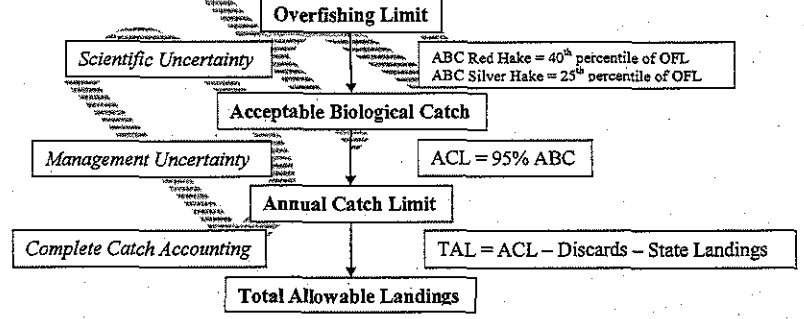 Overfishing Limit
Scientific Uncertainty
ABC Red Hake = 40th percentile of OFL
ABC Silver Hake = 25th percentile of OFL
Acceptable Biological Catch
Management Uncertainty
ACL = 95% ABC
Annual Catch Limit
Complete Catch Accounting
TAL = ACL – Discards – State Landings
Total Allowable Landings